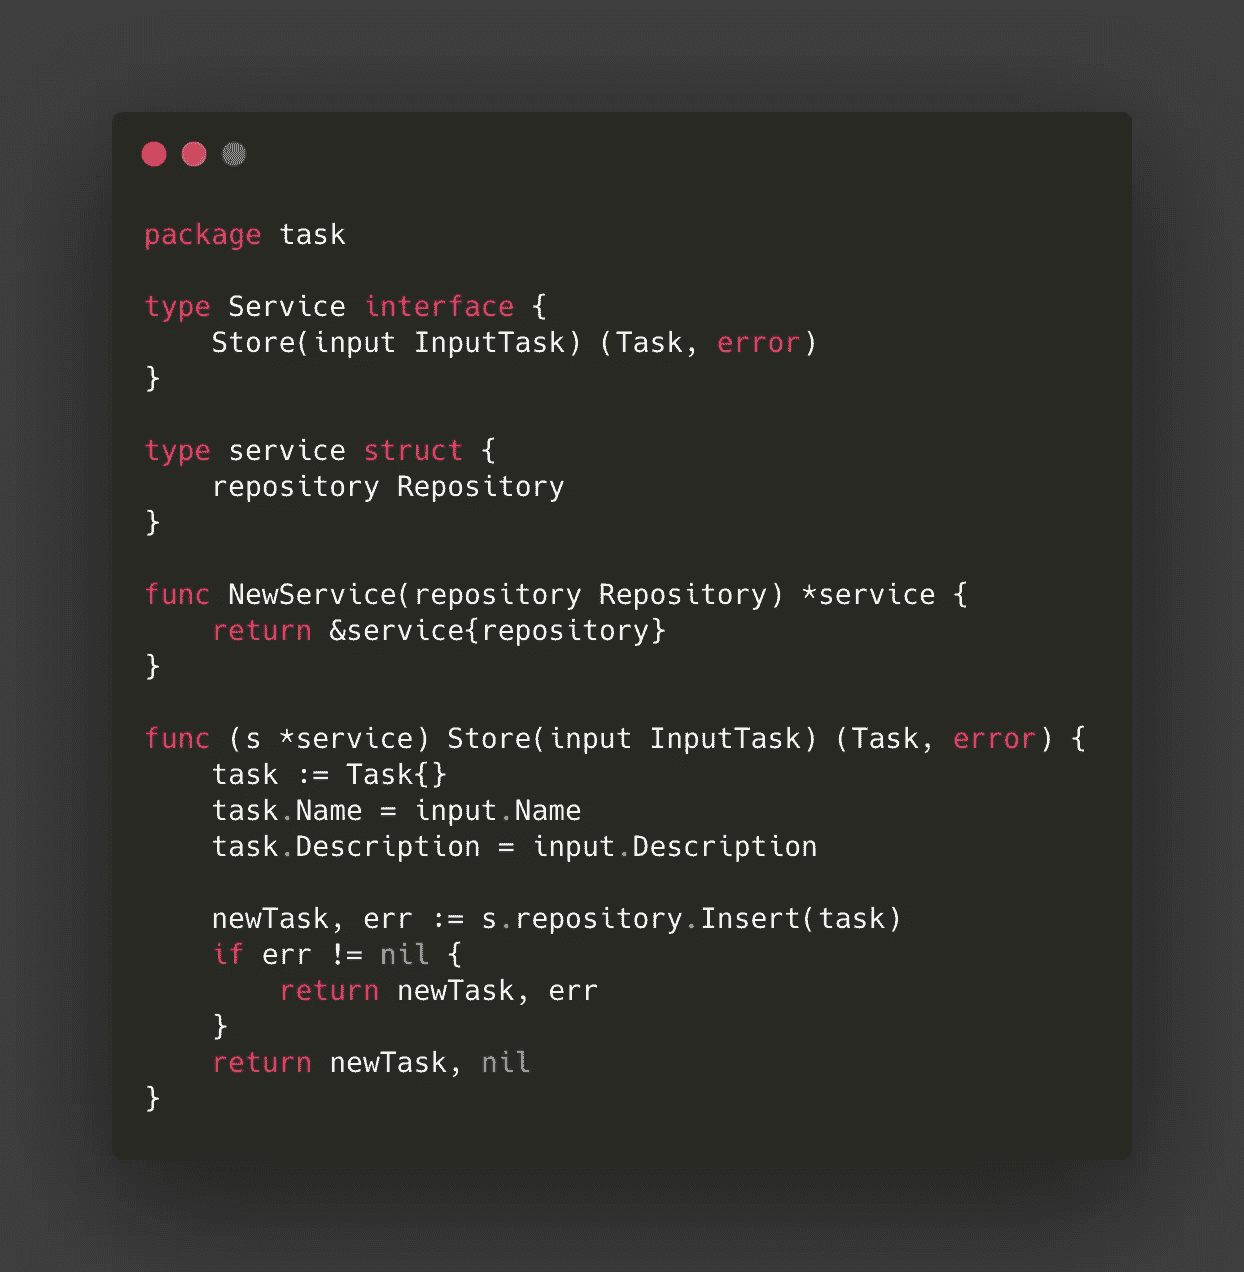 package task

type Service interface {
    Store(input InputTask) (Task, error)
}

type service struct {
    repository Repository
}

func NewService(repository Repository) *service {
    return &service{repository}
}

func (s *service) Store(input InputTask) (Task, error) {
    task := Task{}
    task.Name = input.Name
    task.Description = input.Description

    newTask, err := s.repository.Insert(task)
    if err != nil {
        return newTask, err
    }
    return newTask, nil
}